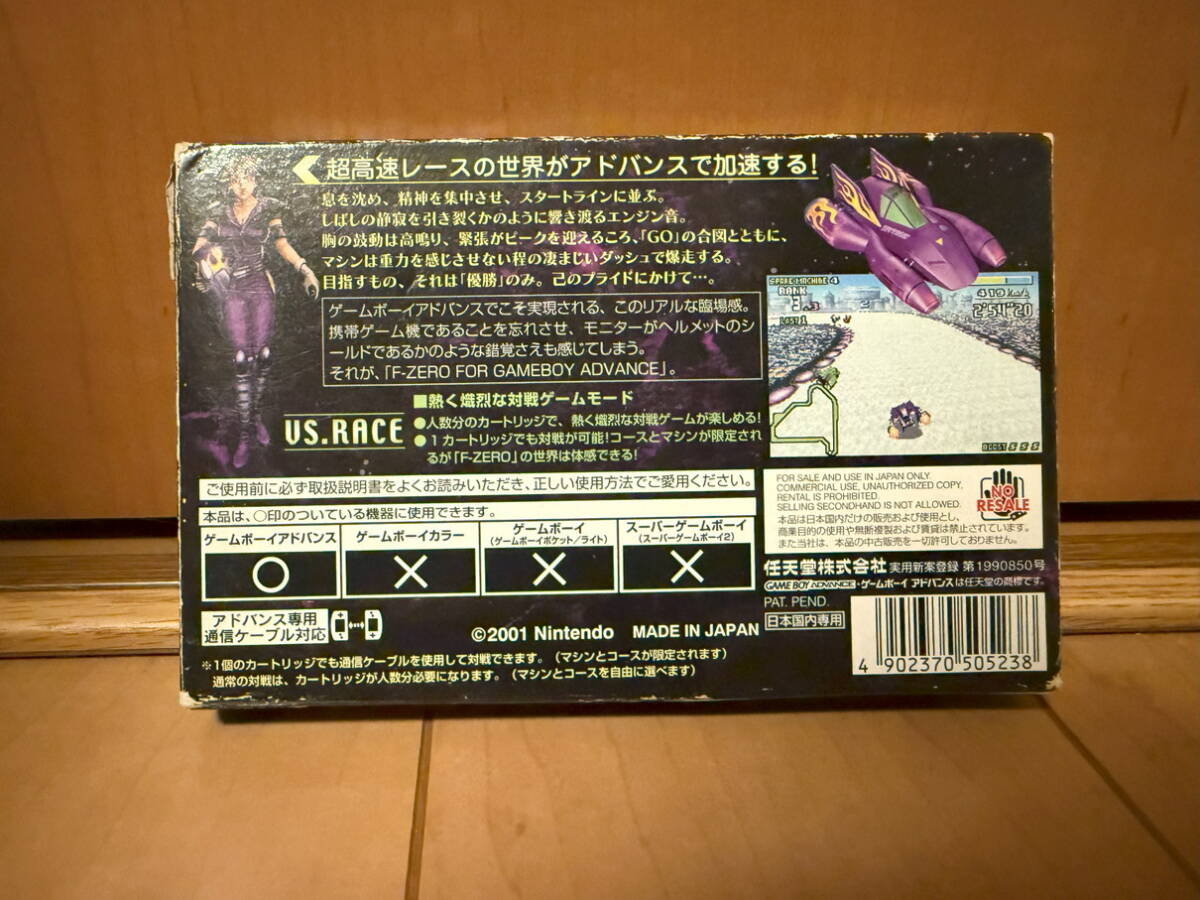 超高速レースの世界がアドバンスで加速する!
息を沈め、精神を集中させ、スタートラインに並ぶ。
しばしの静寂を引き裂くかのように響き渡るエンジン音。
胸の鼓動は高鳴り、緊張がピークを迎えるころ、「GO」の合図とともに、
マシンは重力を感じさせない程の凄まじいダッシュで爆走する。
目指すもの、それは「優勝」のみ。己のプライドにかけて…。
ゲームボーイアドバンスでこそ実現される、このリアルな臨場感。
携帯ゲーム機であることを忘れさせ、モニターがヘルメットのシ
ールドであるかのような錯覚さえも感じてしまう。
それが、「F-ZERO FOR GAMEBOY ADVANCE」。
VS.RACE
■熱く熾烈な対戦ゲームモード
●人数分のカートリッジで、熱く熾烈な対戦ゲームが楽しめる!
●1カートリッジでも対戦が可能!コースとマシンが限定され
るが「F-ZERO」の世界は体感できる!
SPARE MACHINE 4
RANK
3
419
2'54"20
BOOST S S S
ご使用前に必ず取扱説明書をよくお読みいただき、正しい使用方法でご愛用ください。
本品は、○印のついている機器に使用できます。
ゲームボーイアドバンス
ゲームボーイカラー
ゲームボーイ
(ゲームボーイポケット/ライト)
スーパーゲームボーイ
(スーパーゲームボーイ2)
○
×
×
×
アドバンス専用
通信ケーブル対応
©2001 Nintendo MADE IN JAPAN
※1個のカートリッジでも通信ケーブルを使用して対戦できます。(マシンとコースが限定されます)
通常の対戦は、カートリッジが人数分必要になります。(マシンとコースを自由に選べます)
FOR SALE AND USE IN JAPAN ONLY.
COMMERCIAL USE, UNAUTHORIZED COPY,
RENTAL IS PROHIBITED.
SELLING SECONDHAND IS NOT ALLOWED.
本品は日本国内だけの販売および使用とし、
商業目的の使用や無断複製および賃貸は禁止されています。
また当社は、本品の中古販売を一切許可しておりません。
NO
RESALE
任天堂株式会社 実用新案登録 第1990850号
GAME BOY ADVANCE・ゲームボーイ アドバンスは任天堂の商標です。
PAT. PEND.
日本国内専用
4 902370 505238